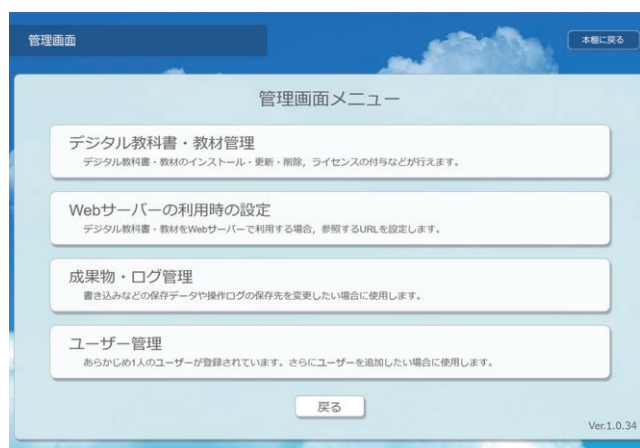 管理画面
本棚に戻る
管理画面メニュー
デジタル教科書・教材管理
デジタル教科書・教材のインストール・更新・削除，ライセンスの付与などが行えます。
Webサーバーの利用時の設定
デジタル教科書・教材をWebサーバーで利用する場合，参照するURLを設定します。
成果物・ログ管理
書き込みなどの保存データや操作ログの保存先を変更したい場合に使用します。
ユーザー管理
あらかじめ1人のユーザーが登録されています。さらにユーザーを追加したい場合に使用します。
戻る
Ver.1.0.34